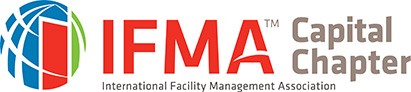 IFMA™ Capital
Chapter
International Facility Management Association